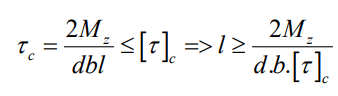 τ_c = 2M_z / dbl ≤ [τ]_c => l ≥ 2M_z / d.b.[τ]_c